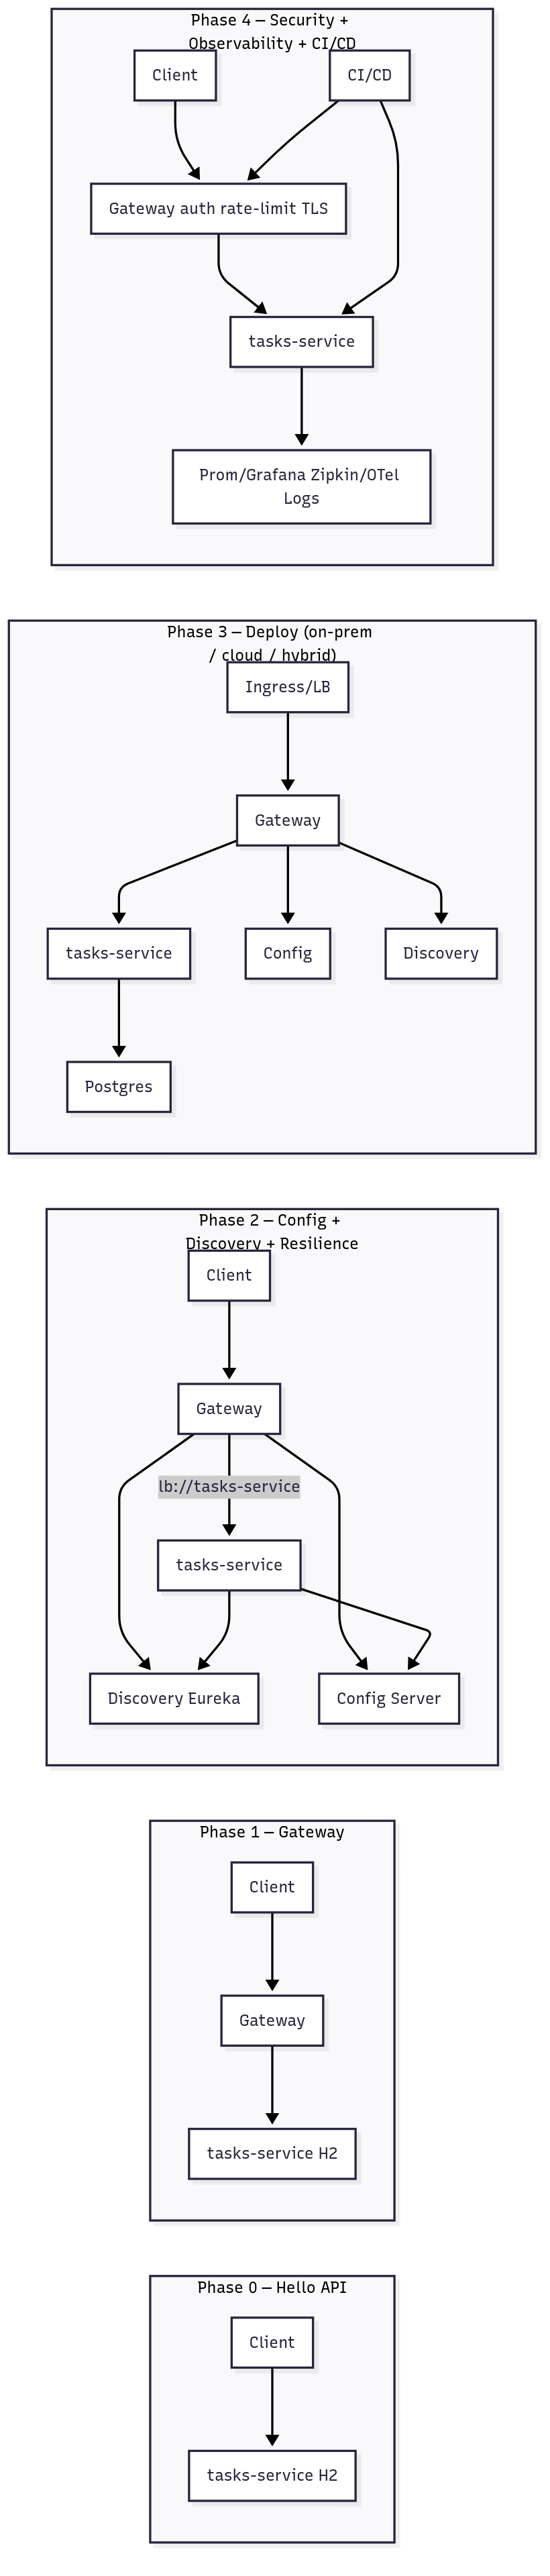 Phase 4 – Security +
Observability + CI/CD
Client
CI/CD
Gateway auth rate-limit TLS
tasks-service
Prom/Grafana Zipkin/OTel
Logs
Phase 3 – Deploy (on-prem
/ cloud / hybrid)
Ingress/LB
Gateway
tasks-service
Config
Discovery
Postgres
Phase 2 – Config +
Discovery + Resilience
Client
Gateway
lb://tasks-service
tasks-service
Discovery Eureka
Config Server
Phase 1 – Gateway
Client
Gateway
tasks-service H2
Phase 0 – Hello API
Client
tasks-service H2